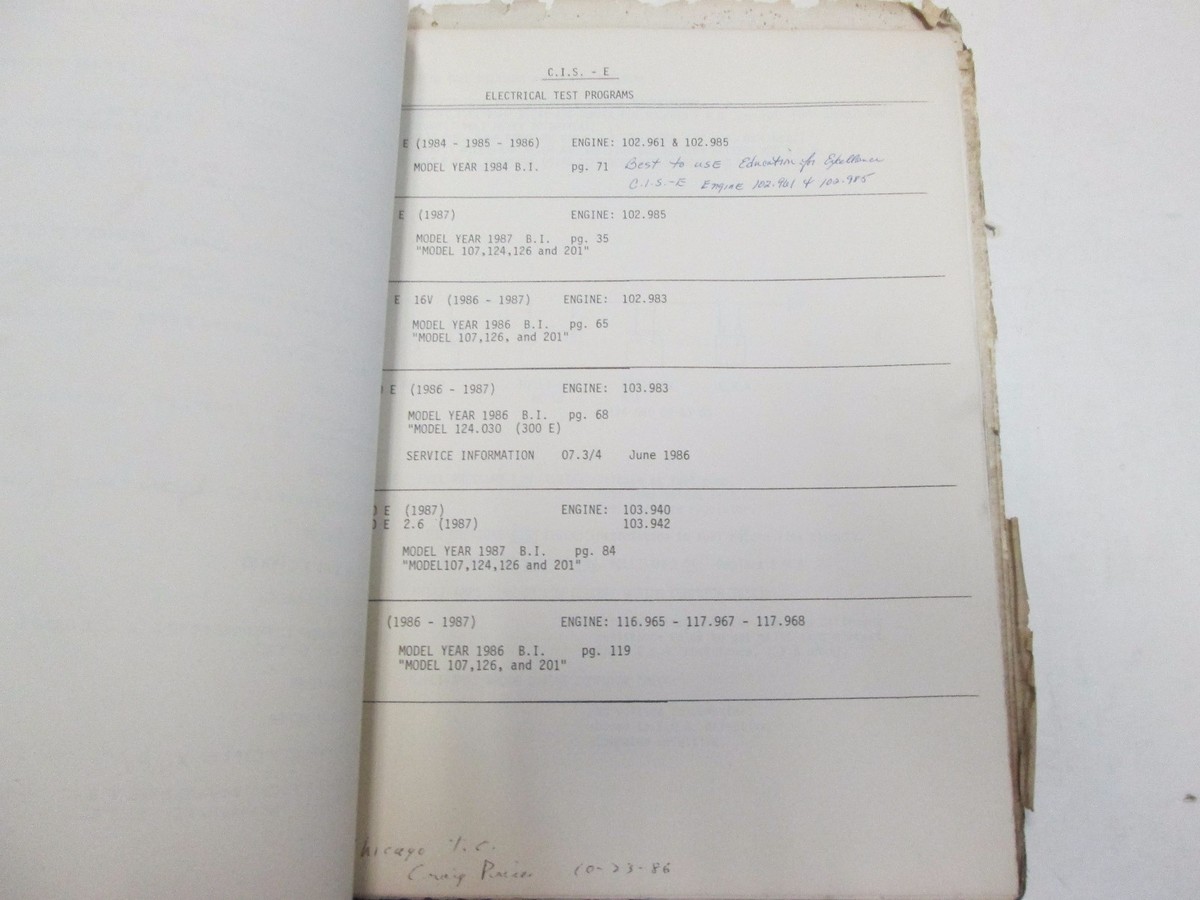 C.I.S. - E
ELECTRICAL TEST PROGRAMS
E (1984 - 1985 - 1986) ENGINE: 102.961 & 102.985
MODEL YEAR 1984 B.I. pg. 71 Best to use Education for Excellence
C.I.S.-E Engine 102.961 & 102.985
E (1987) ENGINE: 102.985
MODEL YEAR 1987 B.I. pg. 35
"MODEL 107,124,126 and 201"
E 16V (1986 - 1987) ENGINE: 102.983
MODEL YEAR 1986 B.I. pg. 65
"MODEL 107,126, and 201"
E (1986 - 1987) ENGINE: 103.983
MODEL YEAR 1986 B.I. pg. 68
"MODEL 124.030 (300 E)
SERVICE INFORMATION 07.3/4 June 1986
E (1987) ENGINE: 103.940
E 2.6 (1987) 103.942
MODEL YEAR 1987 B.I. pg. 84
"MODEL107,124,126 and 201"
(1986 - 1987) ENGINE: 116.965 - 117.967 - 117.968
MODEL YEAR 1986 B.I. pg. 119
"MODEL 107,126, and 201"
hicago T.C.
Craig 10-23-86